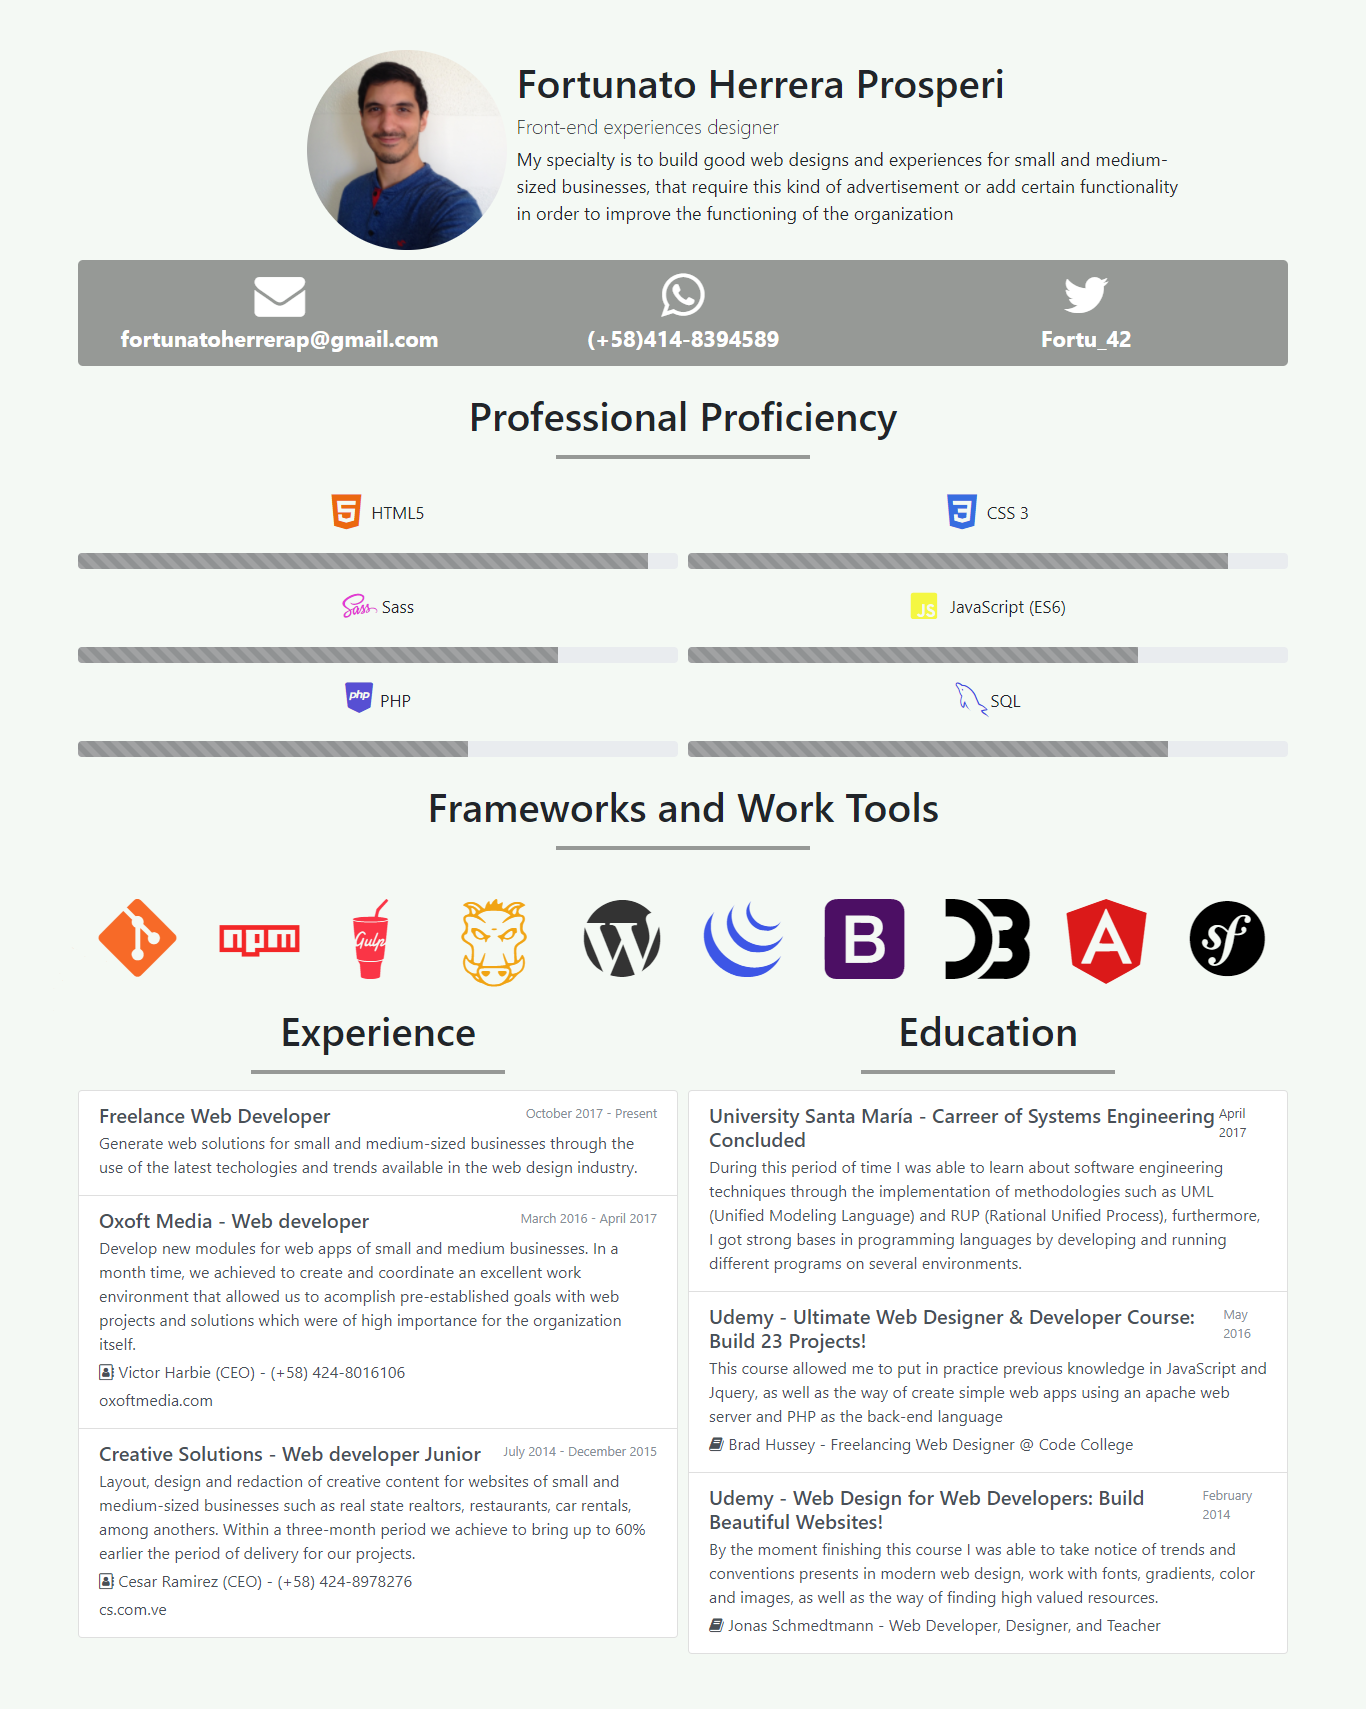 Fortunato Herrera Prosperi
Front-end experiences designer
My specialty is to build good web designs and experiences for small and medium-
sized businesses, that require this kind of advertisement or add certain functionality
in order to improve the functioning of the organization
fortunatoherrerap@gmail.com
(+58)414-8394589
Fortu_42
Professional Proficiency
HTML5
CSS 3
Sass
Sass
JS
JavaScript (ES6)
php
PHP
SQL
Frameworks and Work Tools
npm
Gulp
W
B
D3
A
sf
Experience
Freelance Web Developer
October 2017 - Present
Generate web solutions for small and medium-sized businesses through the
use of the latest techologies and trends available in the web design industry.
Oxoft Media - Web developer
March 2016 - April 2017
Develop new modules for web apps of small and medium businesses. In a
month time, we achieved to create and coordinate an excellent work
environment that allowed us to acomplish pre-established goals with web
projects and solutions which were of high importance for the organization
itself.
Victor Harbie (CEO) - (+58) 424-8016106
oxoftmedia.com
Creative Solutions - Web developer Junior
July 2014 - December 2015
Layout, design and redaction of creative content for websites of small and
medium-sized businesses such as real state realtors, restaurants, car rentals,
among anothers. Within a three-month period we achieve to bring up to 60%
earlier the period of delivery for our projects.
Cesar Ramirez (CEO) - (+58) 424-8978276
cs.com.ve
Education
University Santa María - Carreer of Systems Engineering
Concluded
April
2017
During this period of time I was able to learn about software engineering
techniques through the implementation of methodologies such as UML
(Unified Modeling Language) and RUP (Rational Unified Process), furthermore,
I got strong bases in programming languages by developing and running
different programs on several environments.
Udemy - Ultimate Web Designer & Developer Course:
Build 23 Projects!
May
2016
This course allowed me to put in practice previous knowledge in JavaScript and
Jquery, as well as the way of create simple web apps using an apache web
server and PHP as the back-end language
Brad Hussey - Freelancing Web Designer @ Code College
Udemy - Web Design for Web Developers: Build
Beautiful Websites!
February
2014
By the moment finishing this course I was able to take notice of trends and
conventions presents in modern web design, work with fonts, gradients, color
and images, as well as the way of finding high valued resources.
Jonas Schmedtmann - Web Developer, Designer, and Teacher